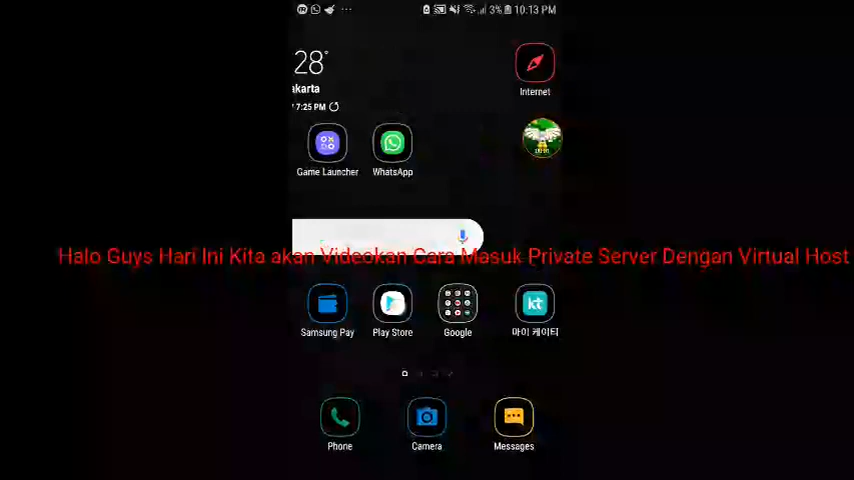 3% 10:13 PM
28°
akarta
7:25 PM
Internet
Game Launcher
WhatsApp
Halo Guys Hari Ini Kita akan Videokan Cara Masuk Private Server Dengan Virtual Host
kt
Samsung Pay
Play Store
Google
마이 케이티
Phone
Camera
Messages